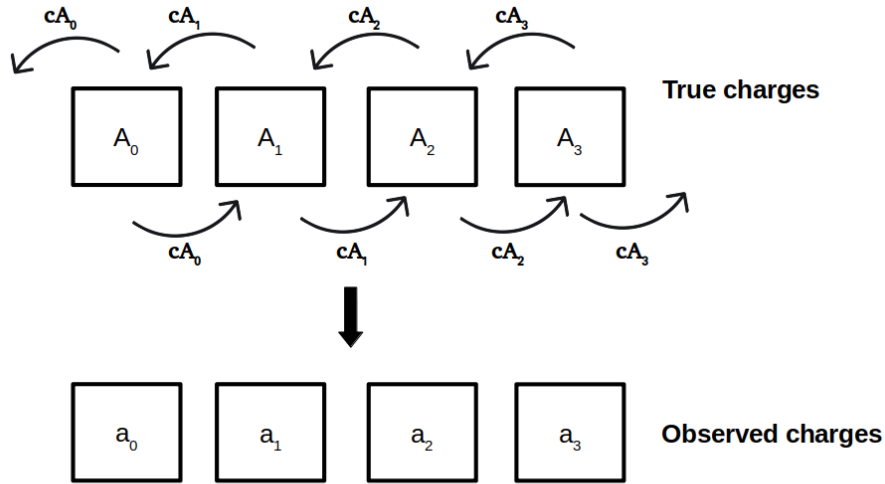 cA₀ cA₁ cA₂ cA₃
True charges
A₀ A₁ A₂ A₃
cA₀ cA₁ cA₂ cA₃
a₀ a₁ a₂ a₃ Observed charges